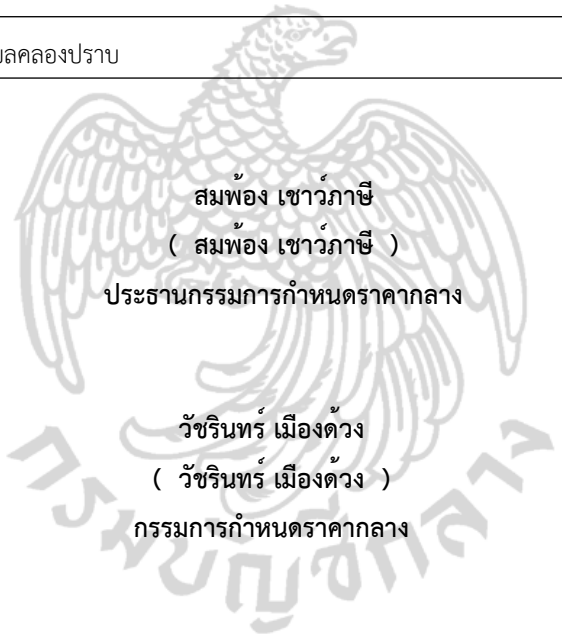 บลคลองปราบ
สมพ้อง เชาว์ภาษี
( สมพ้อง เชาว์ภาษี )
ประธานกรรมการกำหนดราคากลาง
วัชรินทร์ เมืองด้วง
( วัชรินทร์ เมืองด้วง )
กรรมการกำหนดราคากลาง
กรมบัญชีกลาง